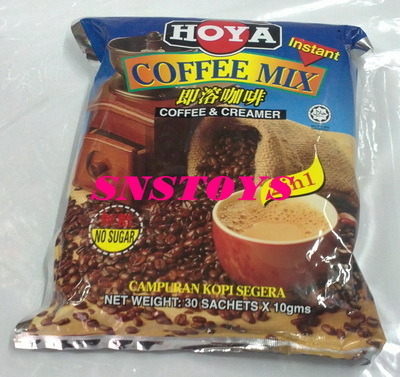 HOYA
Instant
COFFEE MIX
即溶咖啡
COFFEE & CREAMER
SNSTOYS
in1
NO SUGAR
CAMPURAN KOPI SEGERA
NET WEIGHT: 30 SACHETS X 10gms